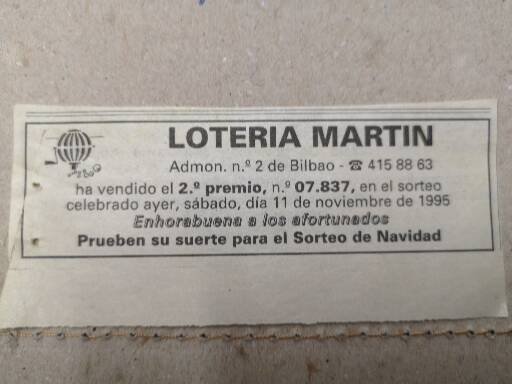 LOTERIA MARTIN
Admon. n.º 2 de Bilbao - ☎ 415 88 63
ha vendido el 2.º premio, n.º 07.837, en el sorteo
celebrado ayer, sábado, día 11 de noviembre de 1995
Enhorabuena a los afortunados
Prueben su suerte para el Sorteo de Navidad